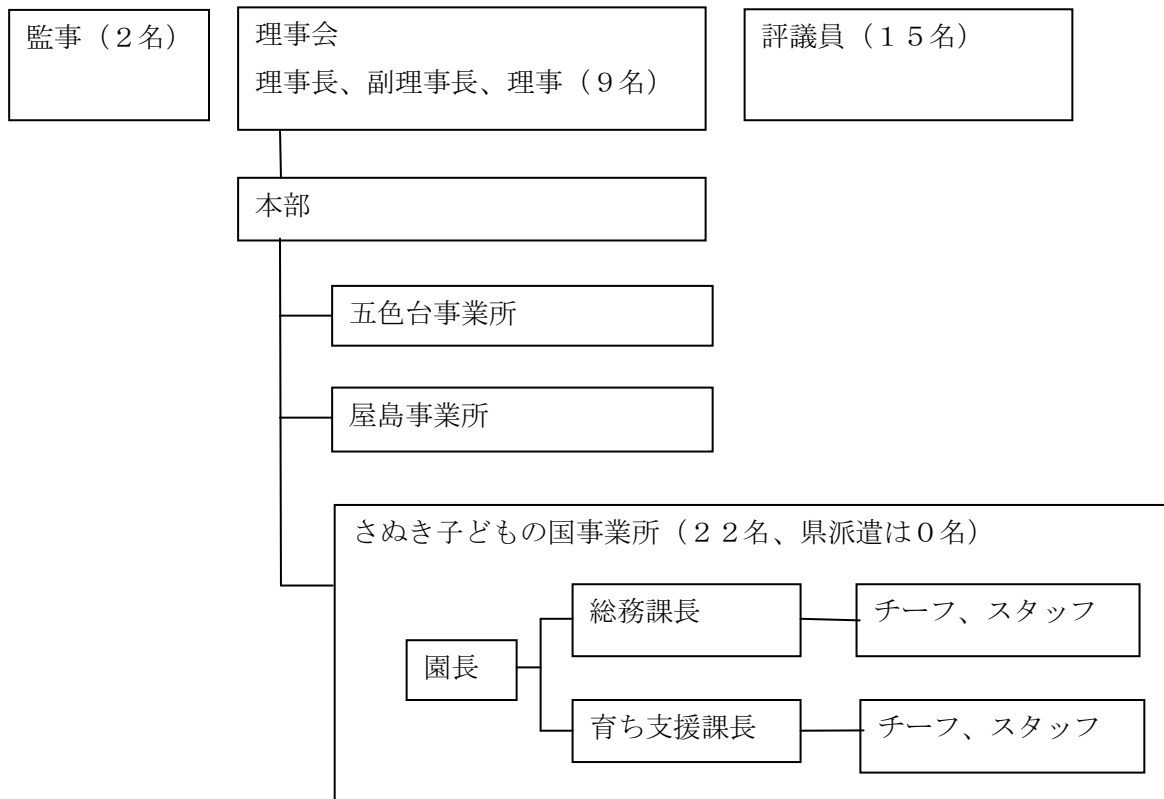 監事（２名）
理事会
理事長、副理事長、理事（９名）
評議員（１５名）
本部
五色台事業所
屋島事業所
さぬき子どもの国事業所（２２名、県派遣は０名）
園長
総務課長
チーフ、スタッフ
育ち支援課長
チーフ、スタッフ